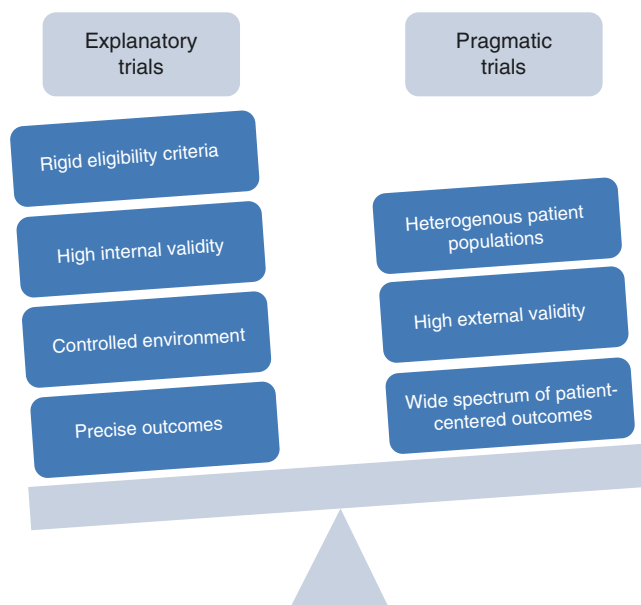 Explanatory
trials
Rigid eligibility criteria
High internal validity
Controlled environment
Precise outcomes
Pragmatic
trials
Heterogenous patient
populations
High external validity
Wide spectrum of patient-
centered outcomes